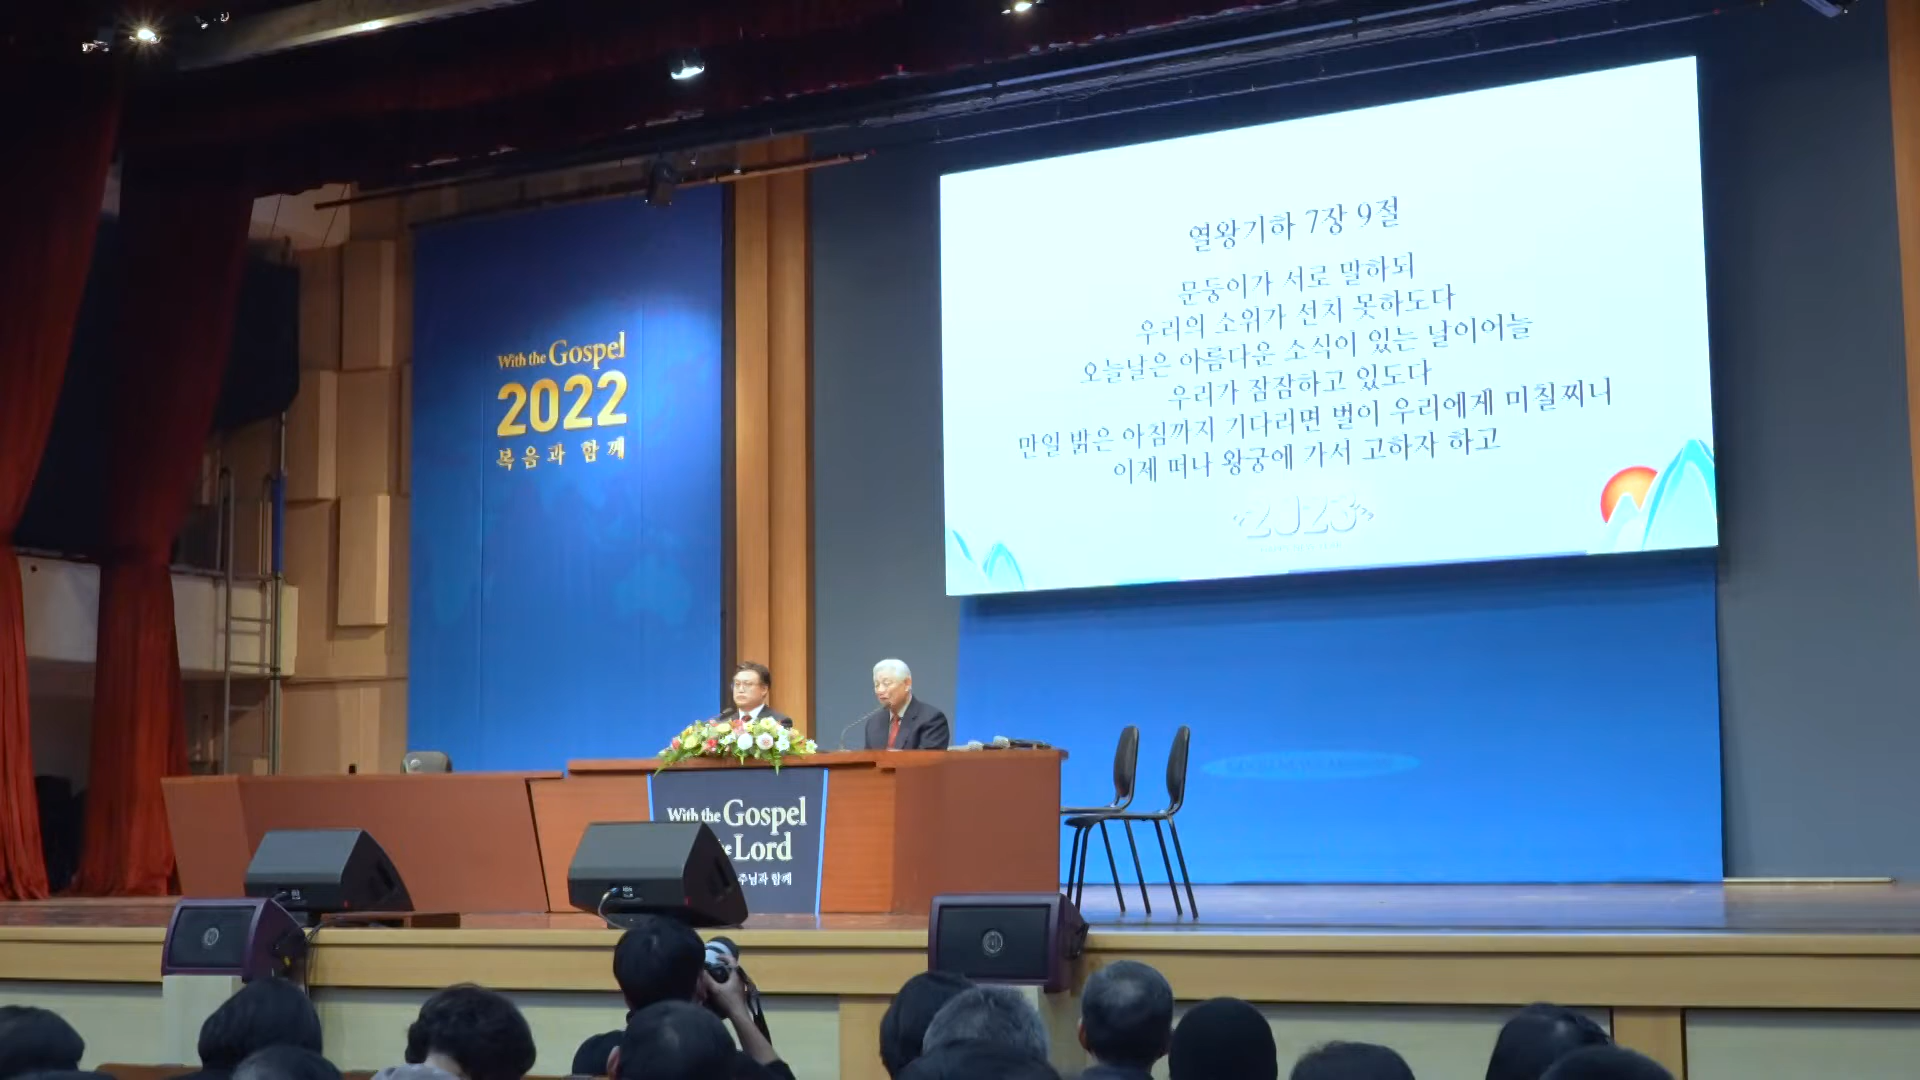 With the Gospel
2022
복음과 함께
열왕기하 7장 9절
문둥이가 서로 말하되
우리의 소위가 선치 못하도다
오늘날은 아름다운 소식이 있는 날이어늘
우리가 잠잠하고 있도다
만일 밝은 아침까지 기다리면 벌이 우리에게 미칠찌니
이제 떠나 왕궁에 가서 고하자 하고
2023
With the Gospel
Lord
주님과 함께